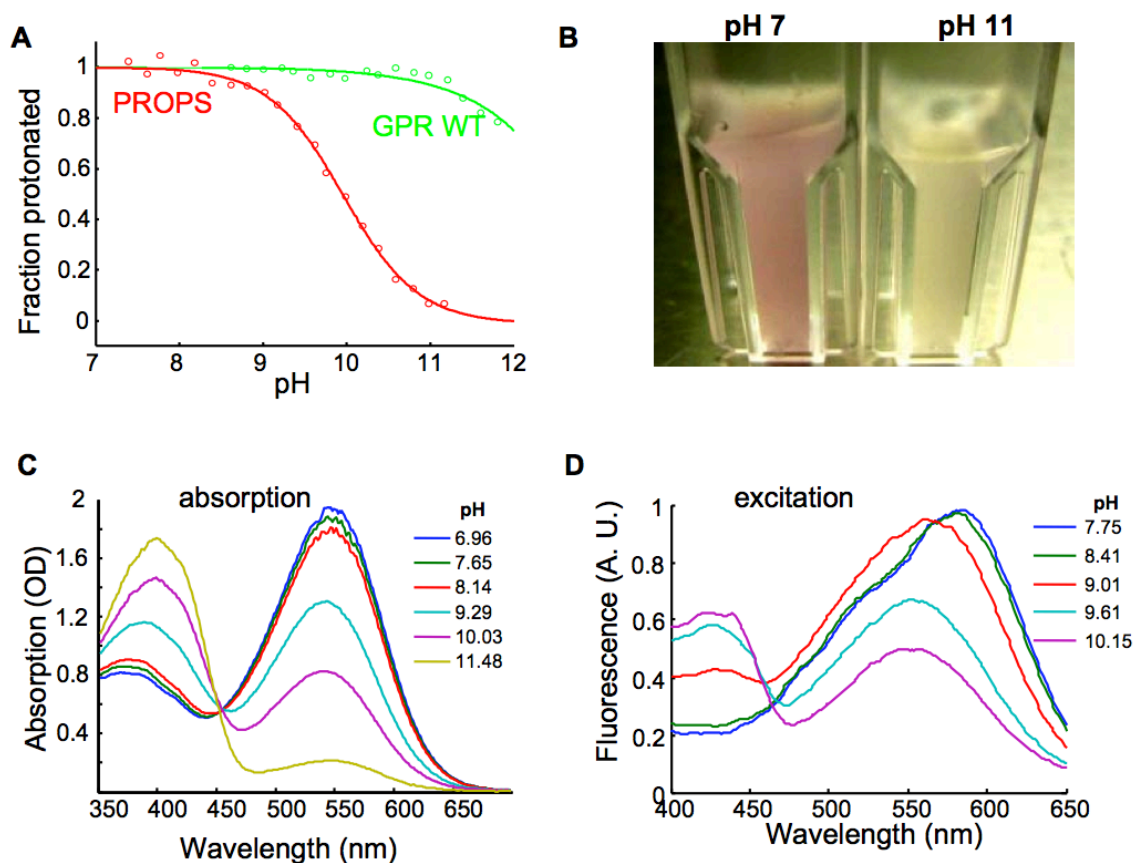 A
Fraction protonated
1
0.8
0.6
0.4
0.2
0
PROPS
GPR WT
7 8 9 10 11 12
pH
B
pH 7 pH 11
C
absorption
Absorption (OD)
2
1.6
1.2
0.8
0.4
350 400 450 500 550 600 650
Wavelength (nm)
pH
6.96
7.65
8.14
9.29
10.03
11.48
D
excitation
Fluorescence (A. U.)
1
0.8
0.6
0.4
0.2
0
400 450 500 550 600 650
Wavelength (nm)
pH
7.75
8.41
9.01
9.61
10.15